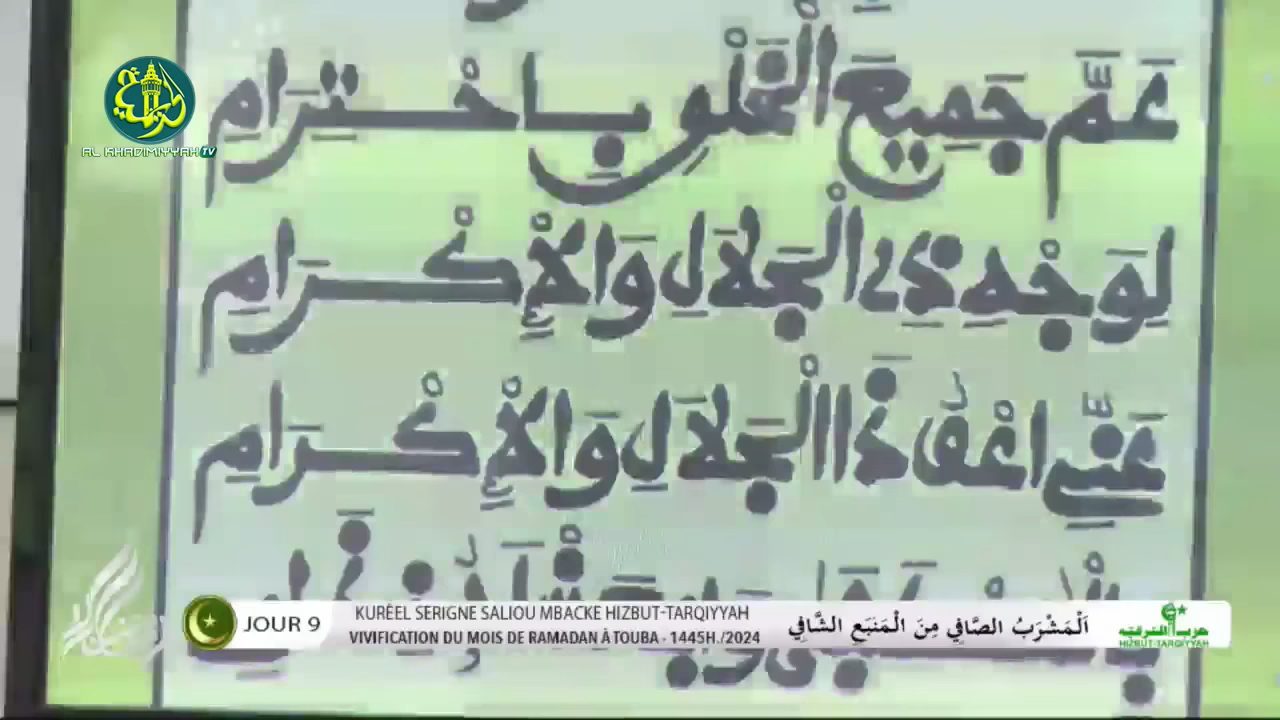 عَمَّ جَمِيعَ الْخَلْقِ بِاحْتِرَامِ
AL KHADIMIYYAH TV
لِوَجْهِ ذِي الْجَلَالِ وَالْإِكْرَامِ
عَنِّي اعْفُ ذَا الْجَلَالِ وَالْإِكْرَامِ
JOUR 9
KURÈEL SERIGNE SALIOU MBACKE HIZBUT-TARQIYYAH
VIVIFICATION DU MOIS DE RAMADAN À TOUBA - 1445H./2024
اَلْمَشْرَبُ الصَّافِي مِنَ الْمَنْبَعِ الشَّافِي
حزب الترقية
HIZBUT-TARQIYYAH